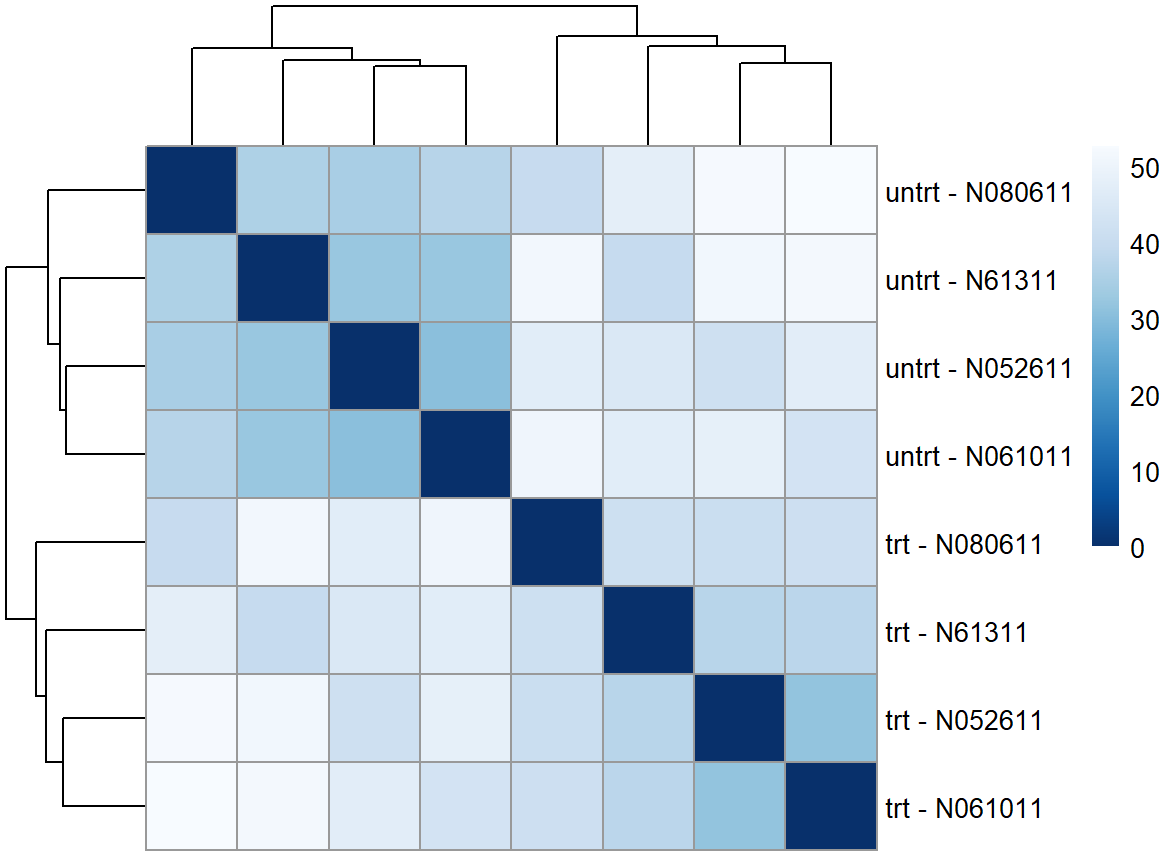 untrt - N080611
untrt - N61311
untrt - N052611
untrt - N061011
trt - N080611
trt - N61311
trt - N052611
trt - N061011
50
40
30
20
10
0